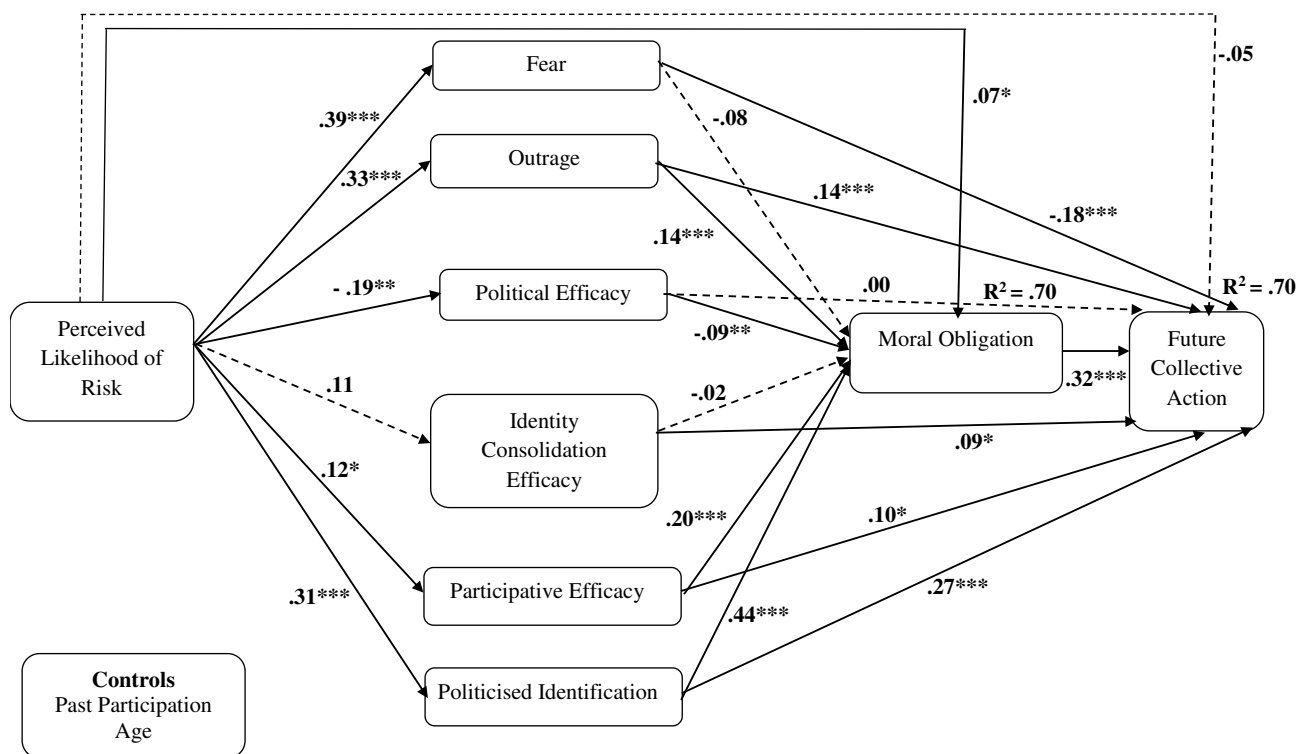 -.05
Fear
.07*
.39***
-.08
Outrage
.33***
.14***
-.18***
.14***
Political Efficacy
- .19**
.00
R² = .70
R² = .70
Perceived
Likelihood of
Risk
-.09**
Moral Obligation
Future
Collective
Action
.32***
.11
-.02
Identity
Consolidation
Efficacy
.09*
.12*
.20***
.10*
Participative Efficacy
.31***
.44***
.27***
Politicised Identification
Controls
Past Participation
Age